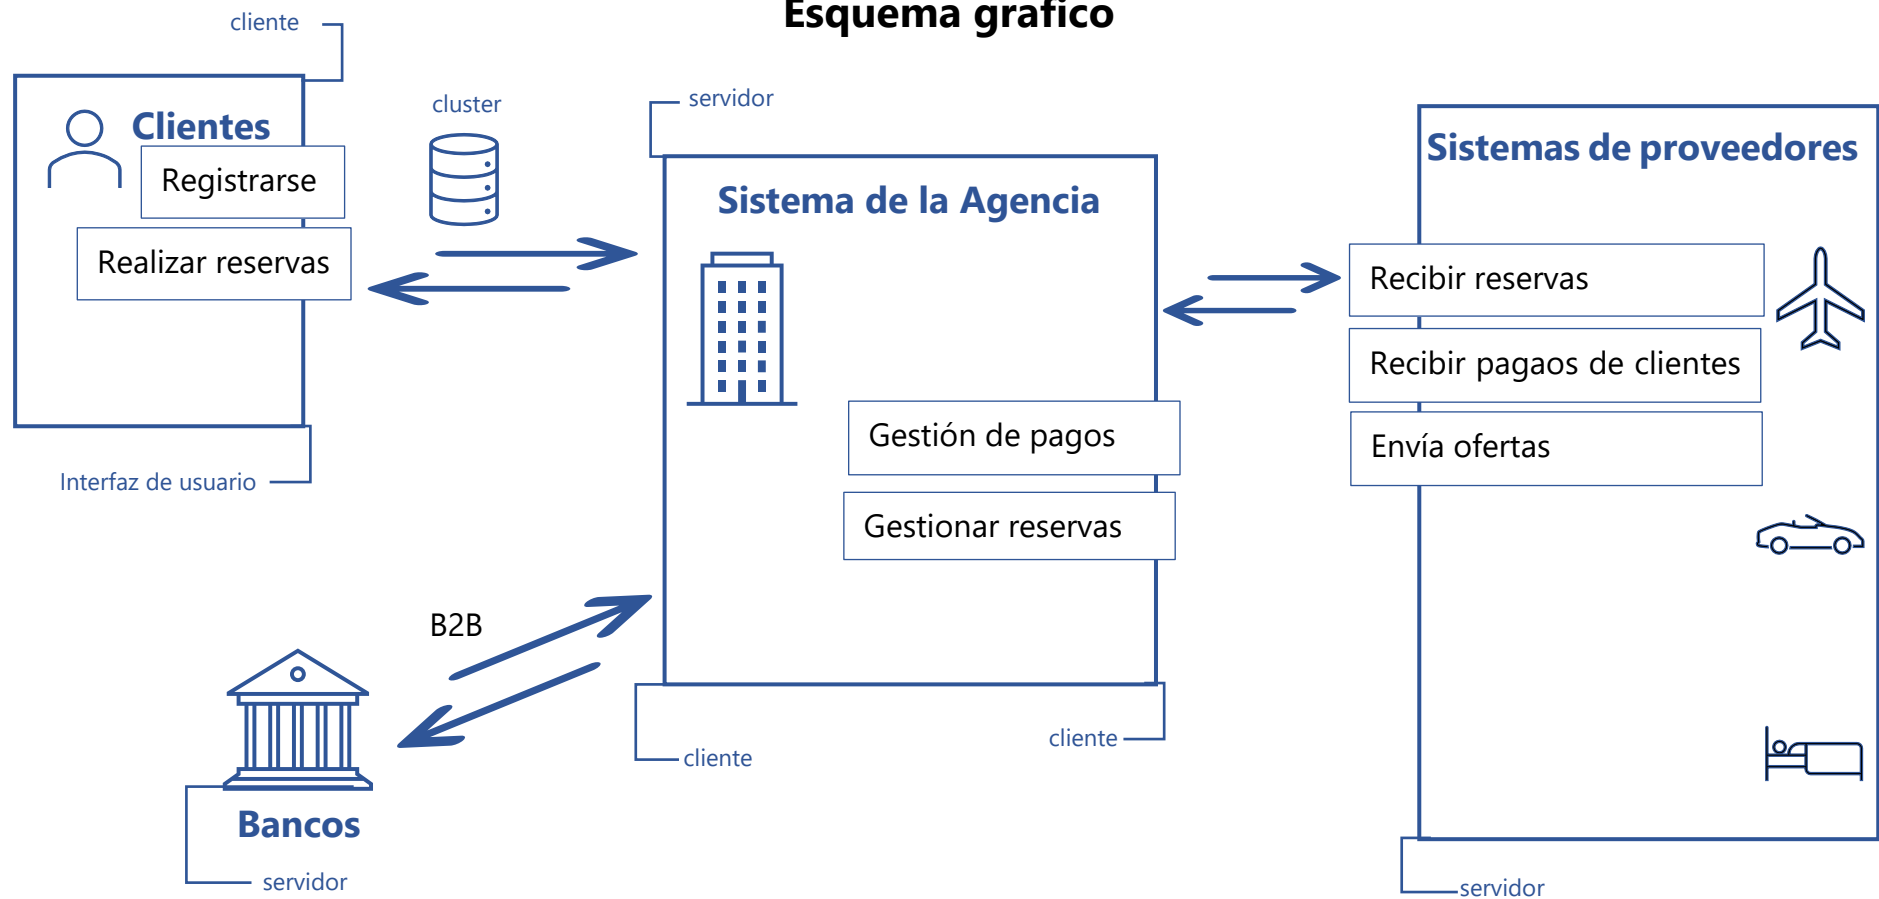 Esquema grafico
cliente
Clientes
Registrarse
Realizar reservas
Interfaz de usuario
cluster
servidor
Sistema de la Agencia
Gestión de pagos
Gestionar reservas
cliente
cliente
B2B
Bancos
servidor
Sistemas de proveedores
Recibir reservas
Recibir pagaos de clientes
Envía ofertas
servidor